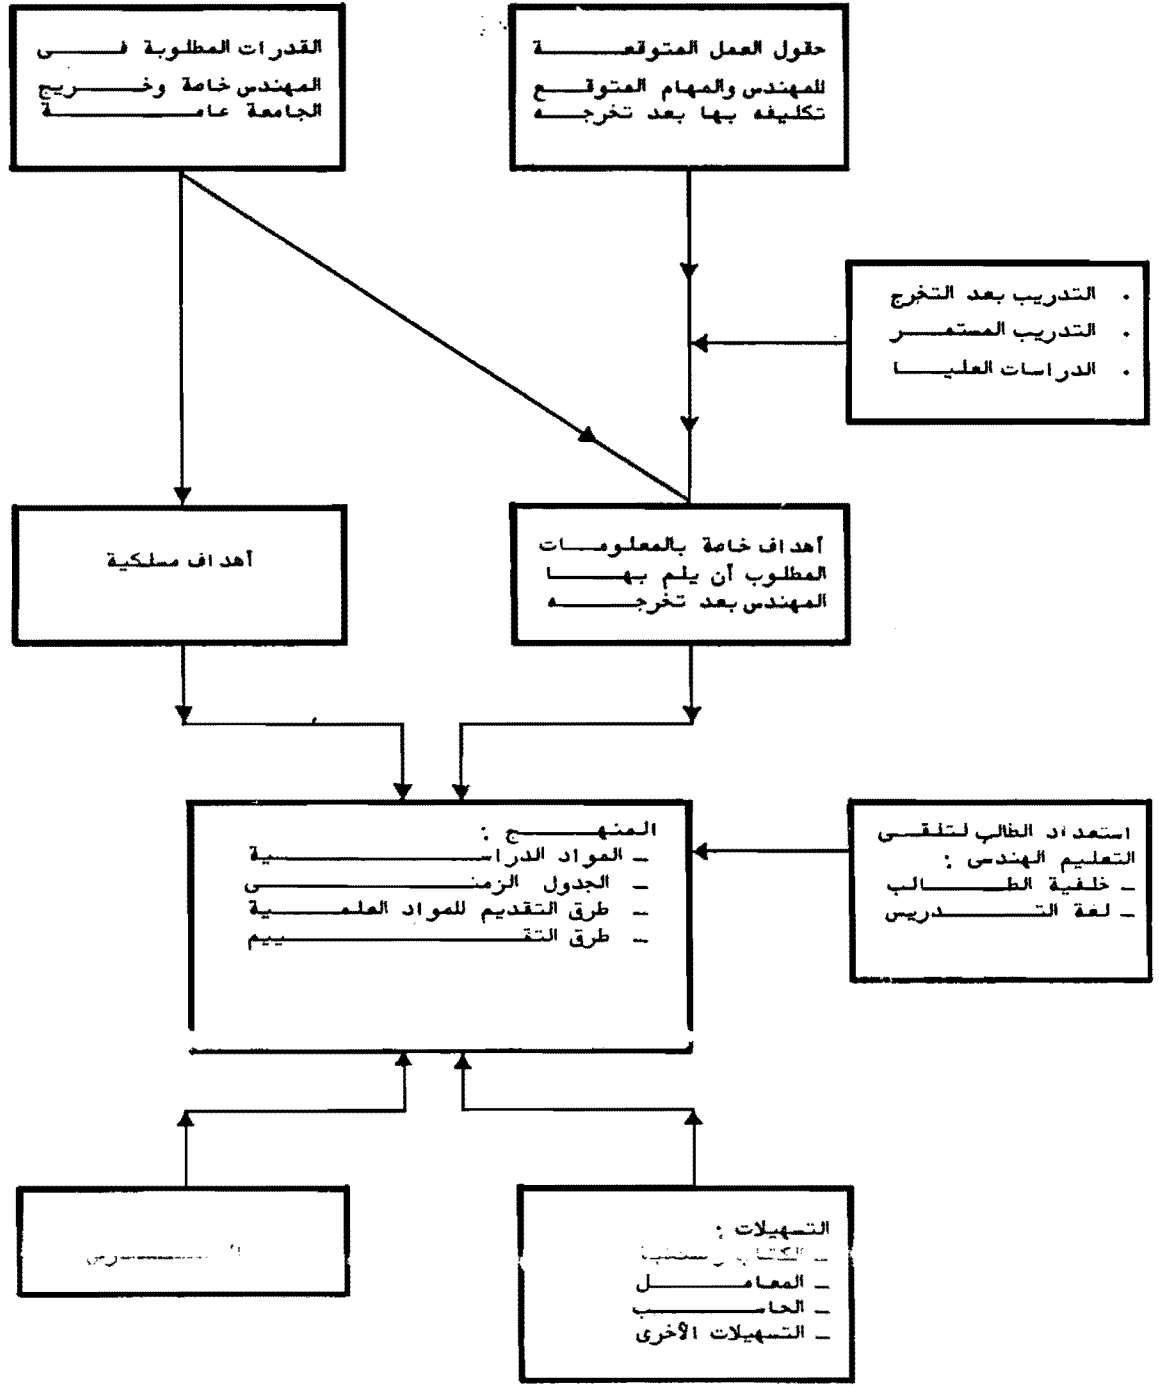 حقول العمل المتوقعة
للمهندس والمهام المتوقع
تكليفه بها بعد تخرجه
القدرات المطلوبة فى
المهندس خاصة وخريج
الجامعة عامة
. التدريب بعد التخرج
. التدريب المستمر
. الدراسات العليا
أهداف خاصة بالمعلومات
المطلوب أن يلم بها
المهندس بعد تخرجه
أهداف مسلكية
استعداد الطالب لتلقى
التعليم الهندسى :
- خلفية الطالب
- لغة التدريس
المنهج :
- المواد الدراسية
- الجدول الزمنى
- طرق التقديم للمواد العلمية
- طرق التقييم
التسهيلات :
- الكتاب
- المعامل
- الحاسب
- التسهيلات الأخرى